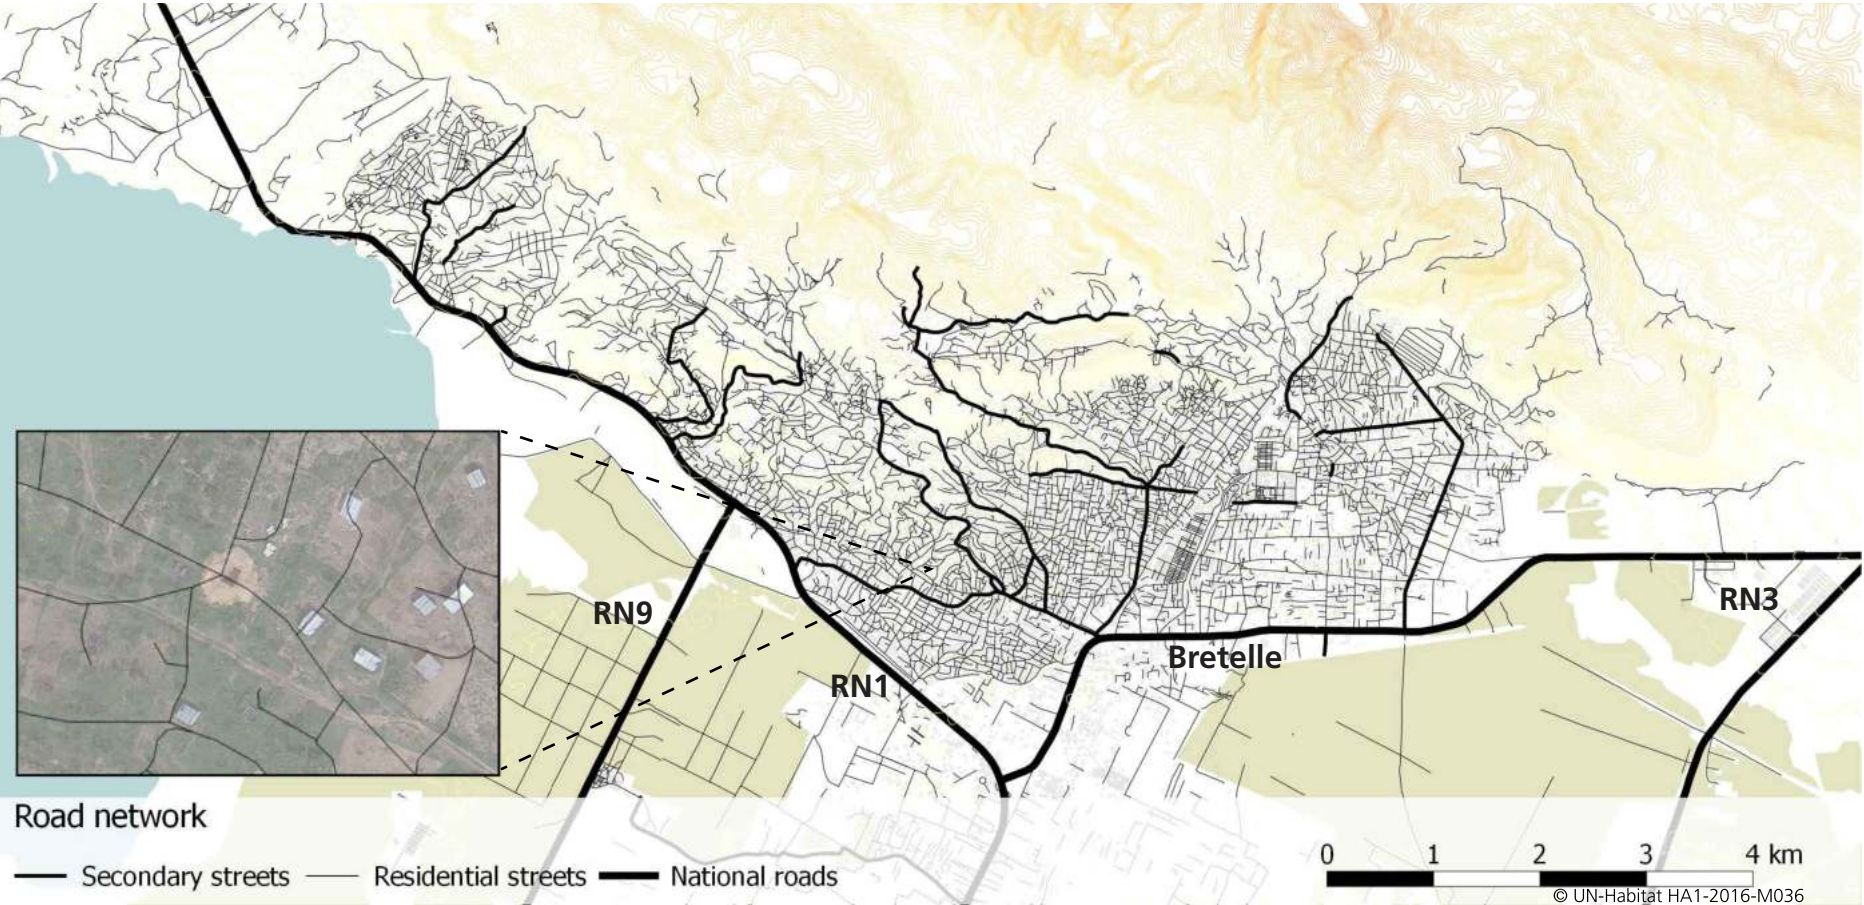 RN9
RN3
Bretelle
RN1
Road network
Secondary streets
Residential streets
National roads
0 1 2 3 4 km
© UN-Habitat HA1-2016-M036